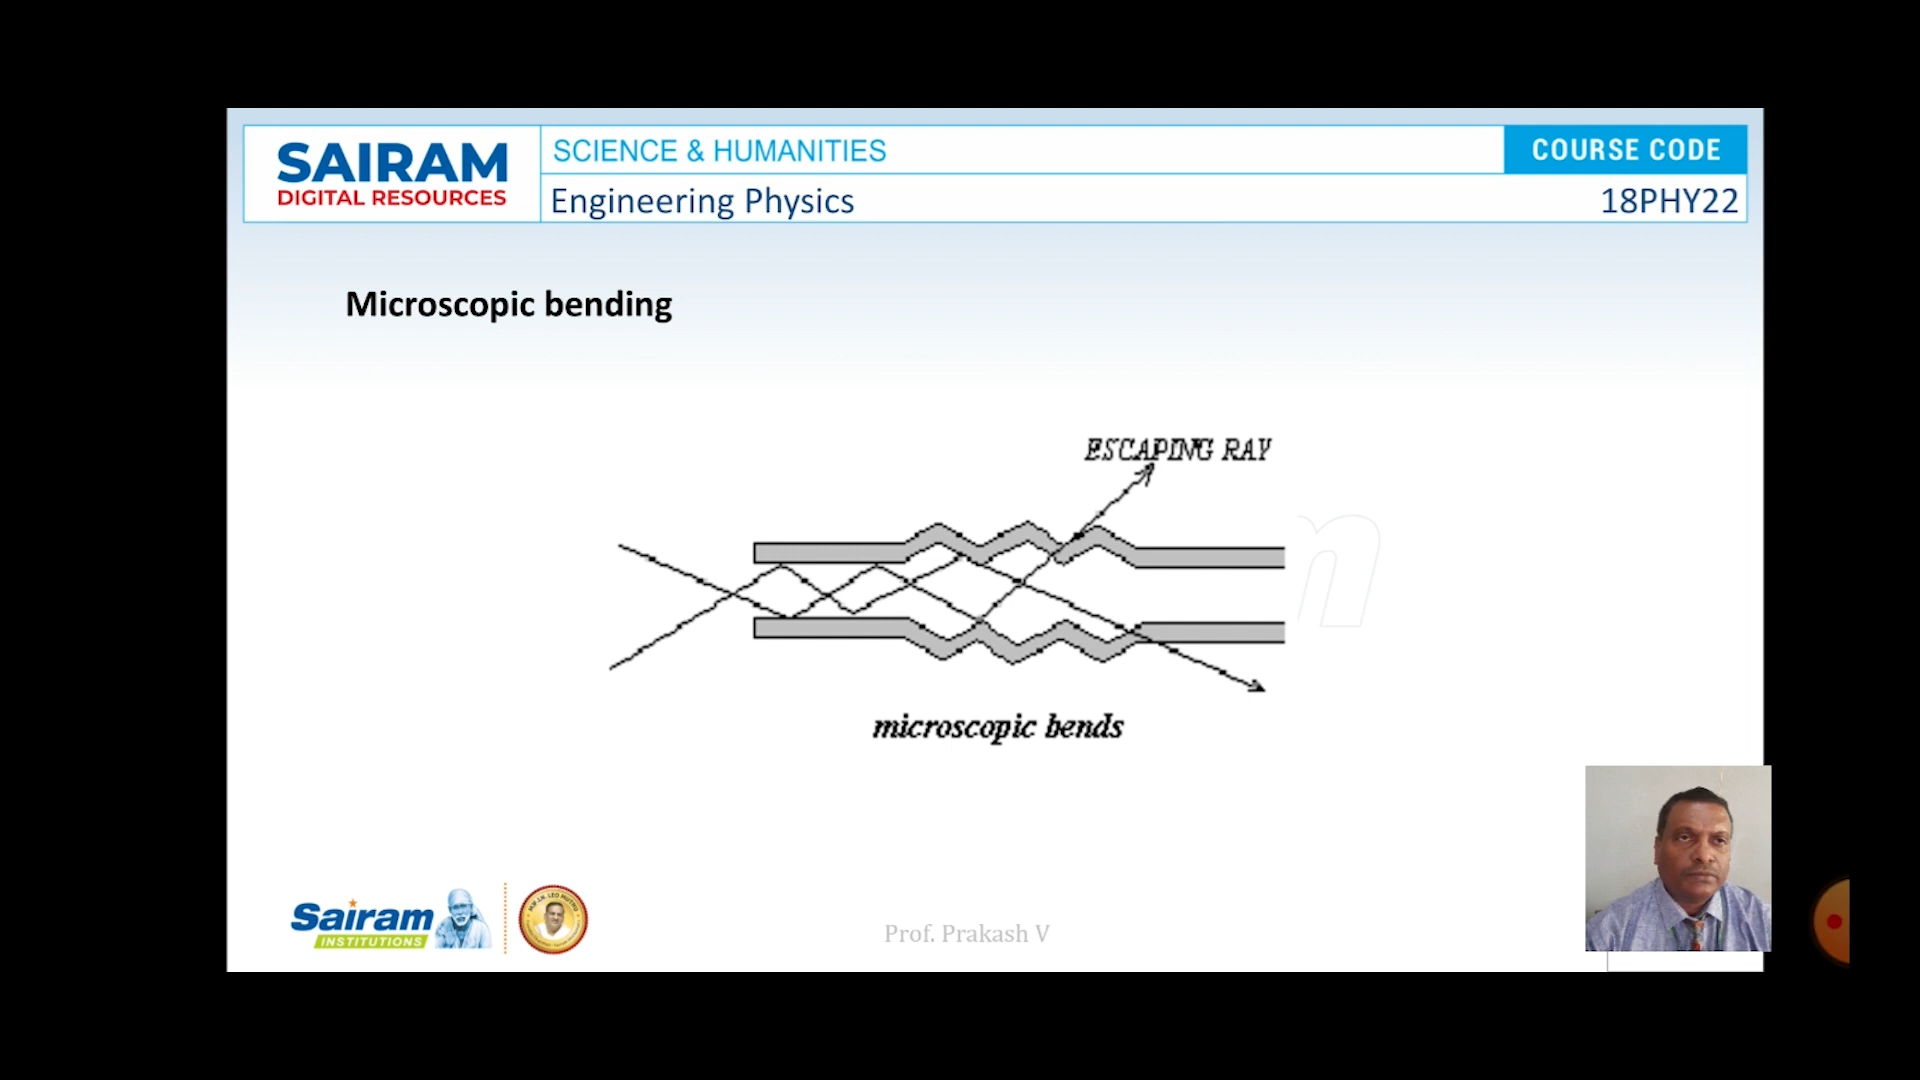 SAIRAM
DIGITAL RESOURCES
SCIENCE & HUMANITIES
COURSE CODE
Engineering Physics
18PHY22
Microscopic bending
ESCAPING RAY
m
microscopic bends
Sairam
INSTITUTIONS
Prof. Prakash V